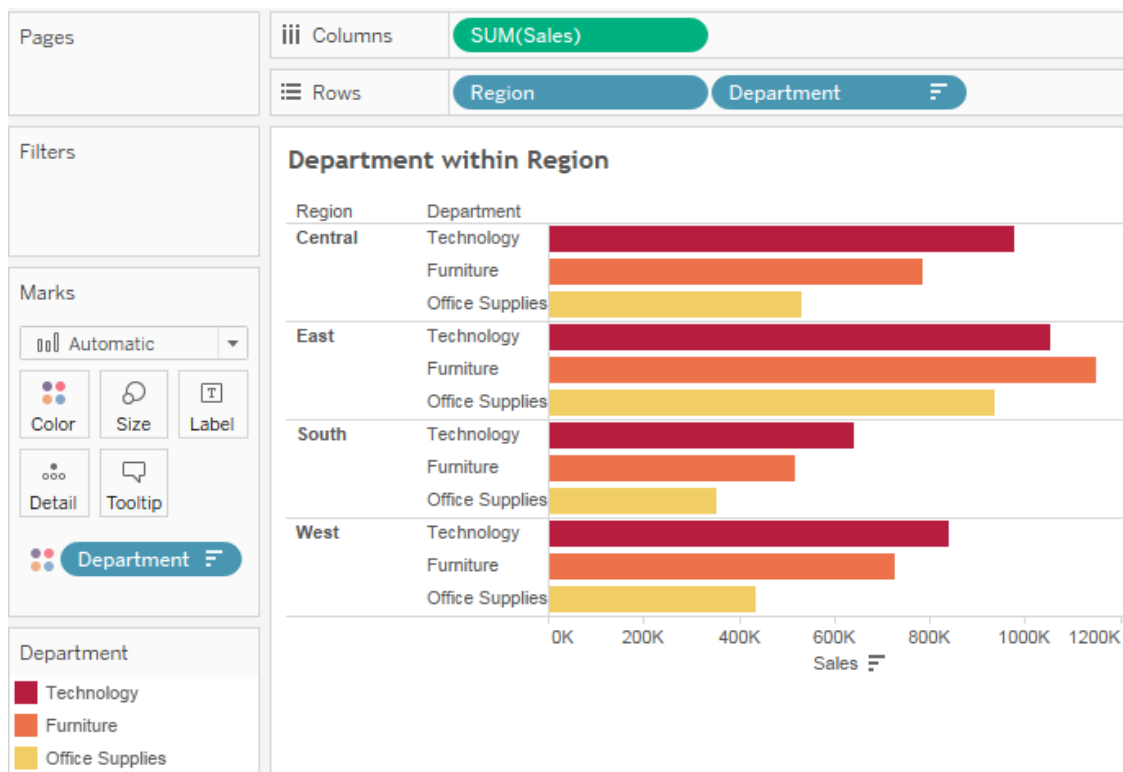 Pages
Columns SUM(Sales)
Rows Region Department
Filters
Marks
Automatic
Color Size T Label
Detail Tooltip
Department
Department
Technology
Furniture
Office Supplies
Department within Region
Region Department
Central Technology
Furniture
Office Supplies
East Technology
Furniture
Office Supplies
South Technology
Furniture
Office Supplies
West Technology
Furniture
Office Supplies
0K 200K 400K 600K 800K 1000K 1200K
Sales